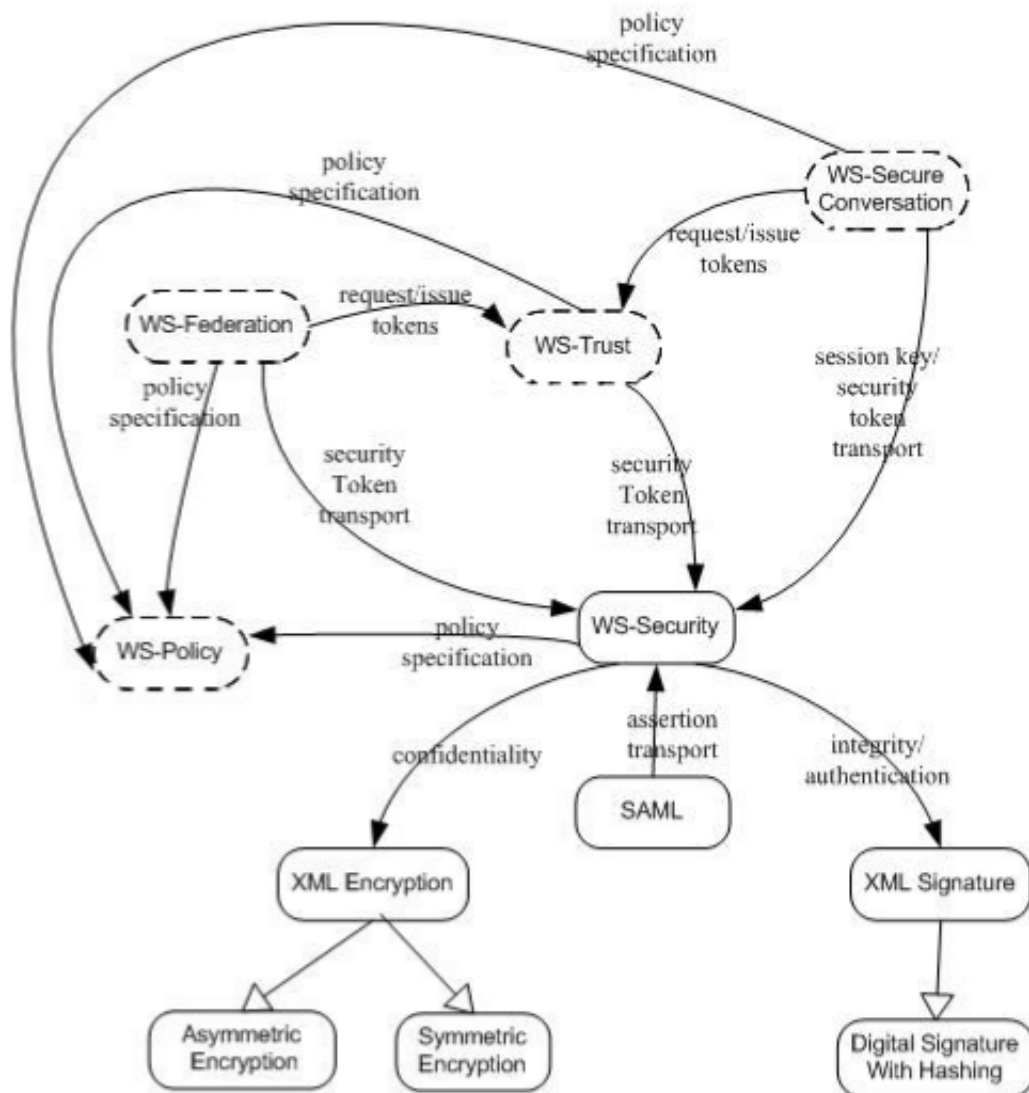 policy
specification
policy
specification
WS-Secure
Conversation
request/issue
tokens
WS-Federation
request/issue
tokens
WS-Trust
policy
specification
session key/
security
token
transport
security
Token
transport
security
Token
transport
WS-Policy
policy
specification
WS-Security
confidentiality
assertion
transport
integrity/
authentication
SAML
XML Encryption
XML Signature
Asymmetric
Encryption
Symmetric
Encryption
Digital Signature
With Hashing